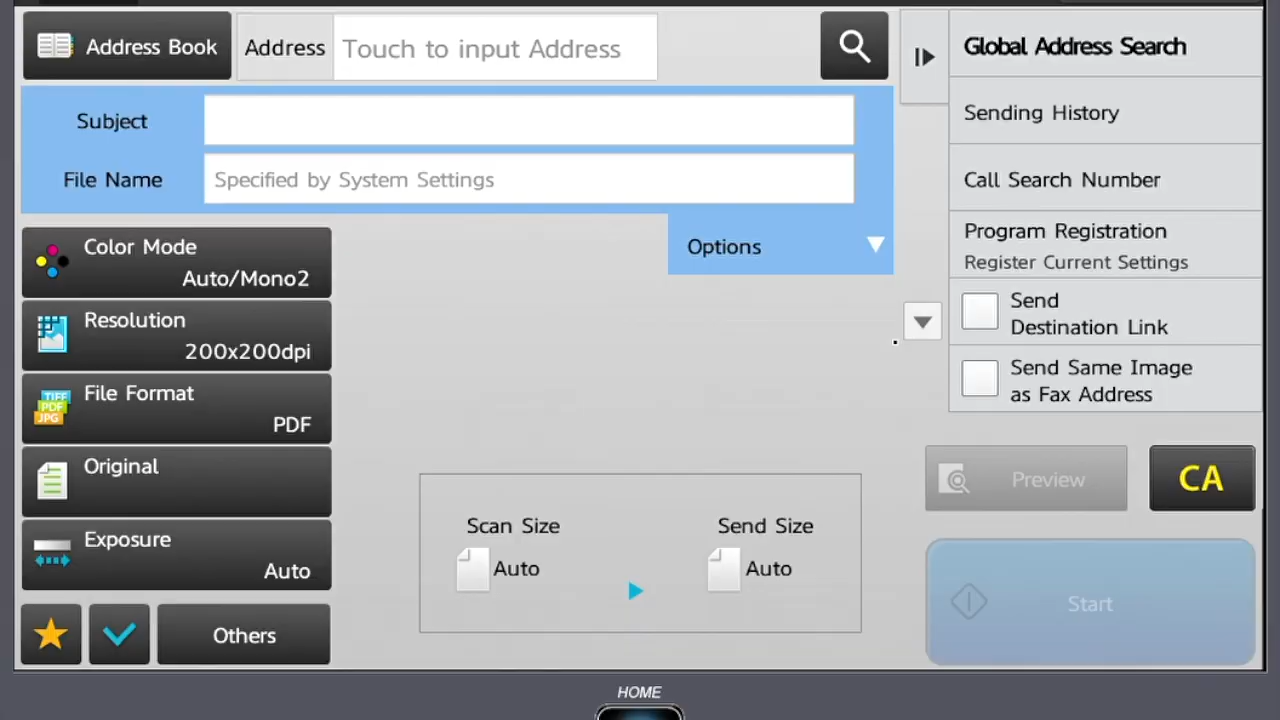 Address Book
Address
Touch to input Address
Subject
File Name
Specified by System Settings
Options
Color Mode
Auto/Mono2
Resolution
200x200dpi
File Format
TIFF
PDF
JPG
PDF
Original
Exposure
Auto
Others
Scan Size
Auto
Send Size
Auto
Global Address Search
Sending History
Call Search Number
Program Registration
Register Current Settings
Send
Destination Link
Send Same Image
as Fax Address
Preview
CA
Start
HOME